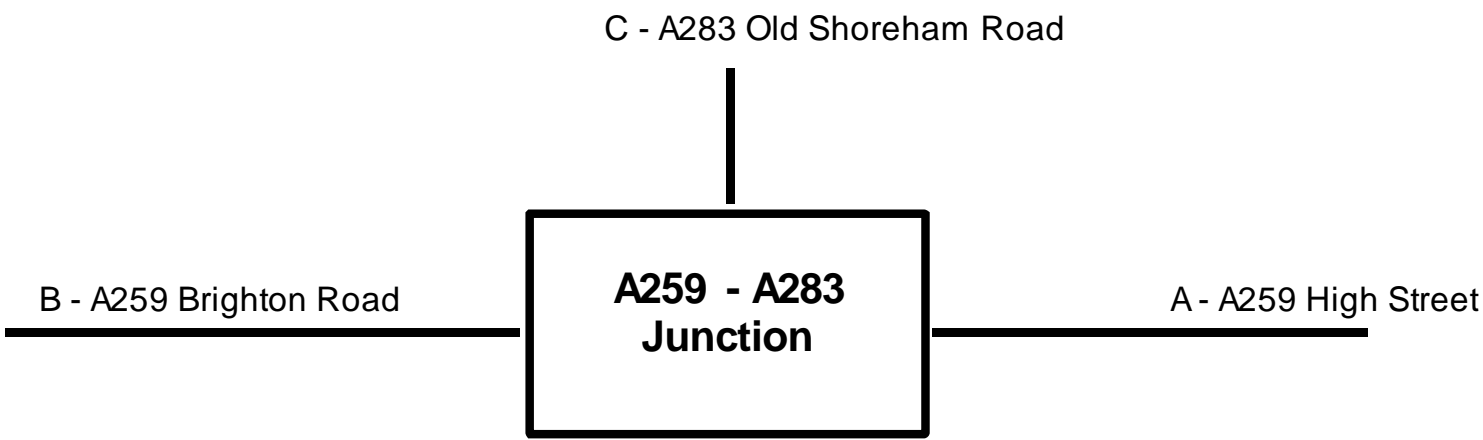 C - A283 Old Shoreham Road
B - A259 Brighton Road
A259 - A283
Junction
A - A259 High Street